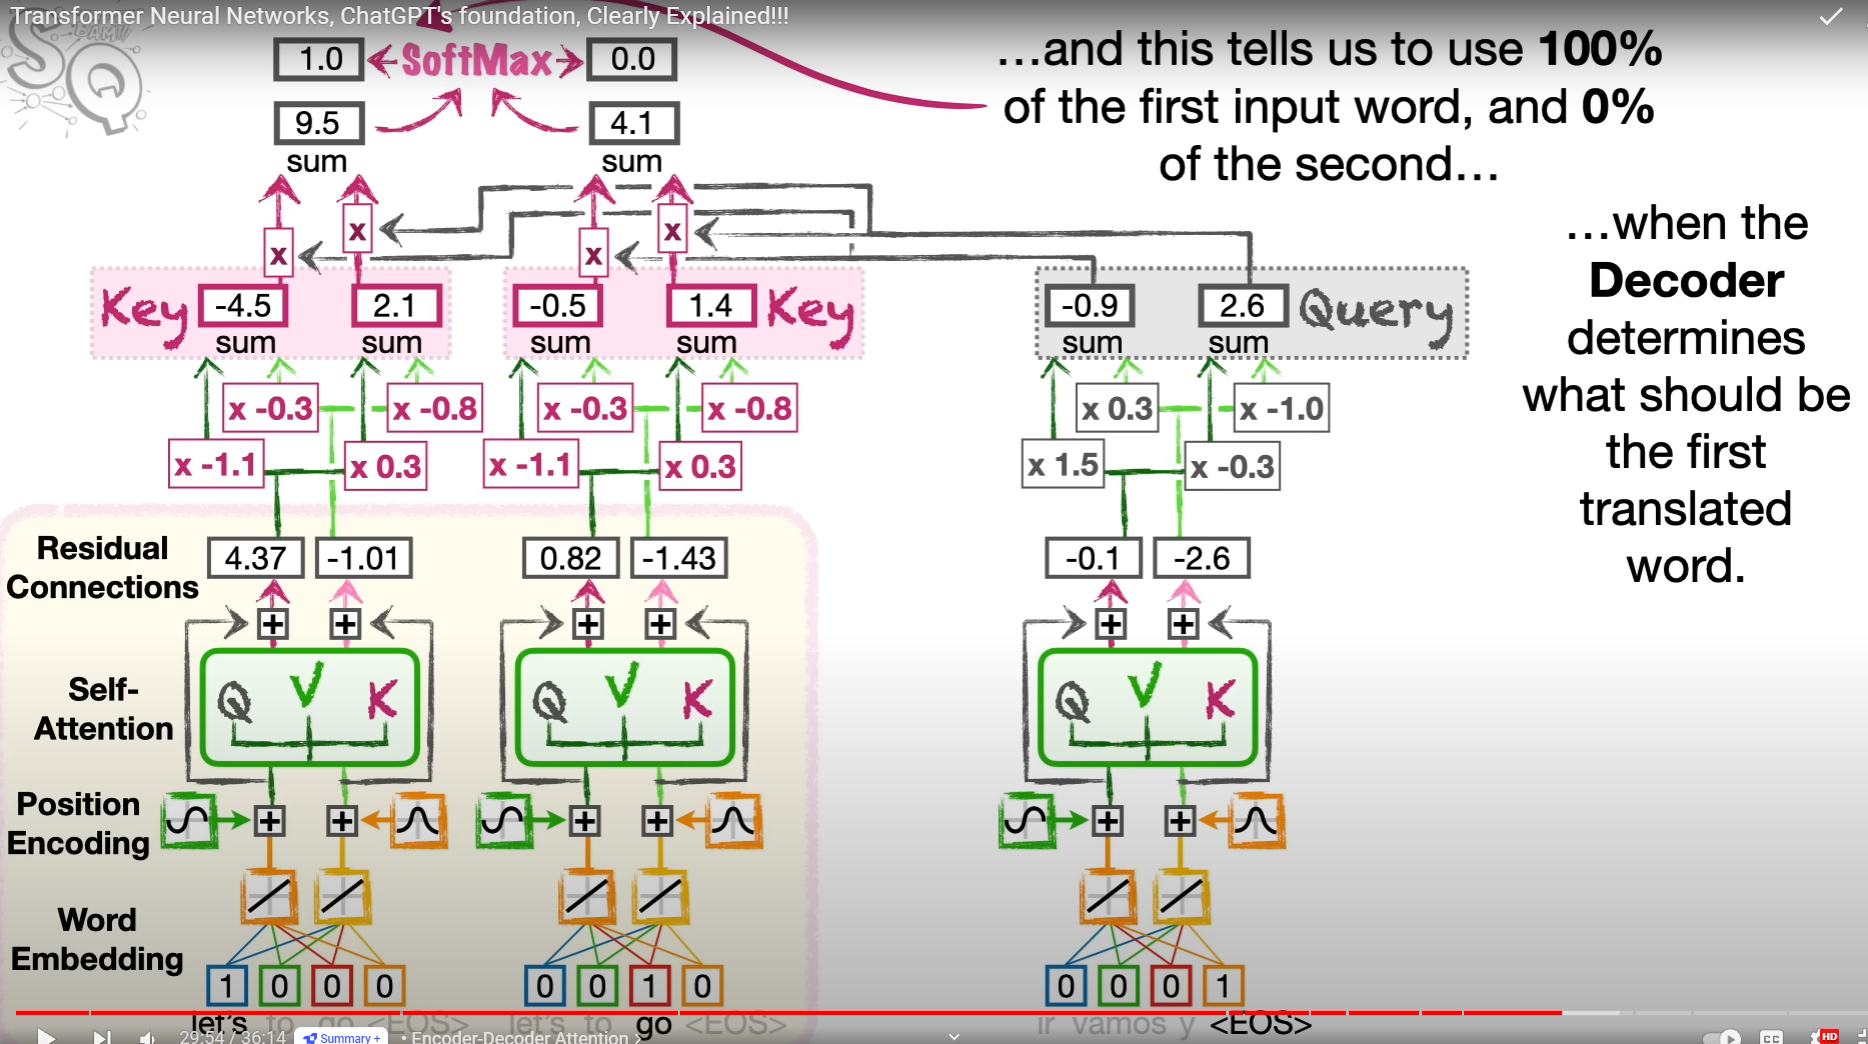 Transformer Neural Networks, ChatGPT's foundation, Clearly Explained!!!
SQ
BAM!!
1.0 SoftMax 0.0
9.5 4.1
sum sum
x x x x
Key -4.5 2.1 -0.5 1.4 Key -0.9 2.6 Query
sum sum sum sum sum sum
x -0.3 x -0.8 x -0.3 x -0.8 x 0.3 x -1.0
x -1.1 x 0.3 x -1.1 x 0.3 x 1.5 x -0.3
…and this tells us to use 100%
of the first input word, and 0%
of the second…
…when the
Decoder
determines
what should be
the first
translated
word.
Residual
Connections
4.37 -1.01 0.82 -1.43 -0.1 -2.6
+ + + + + +
Self-
Attention
Q V K Q V K Q V K
Position
Encoding
+ + + + + +
Word
Embedding
1 0 0 0 0 0 1 0 0 0 0 1
let's to go <EOS> let's to go <EOS> ir vamos y <EOS>
29:54 / 36:14 Summary + • Encoder-Decoder Attention > CC HD